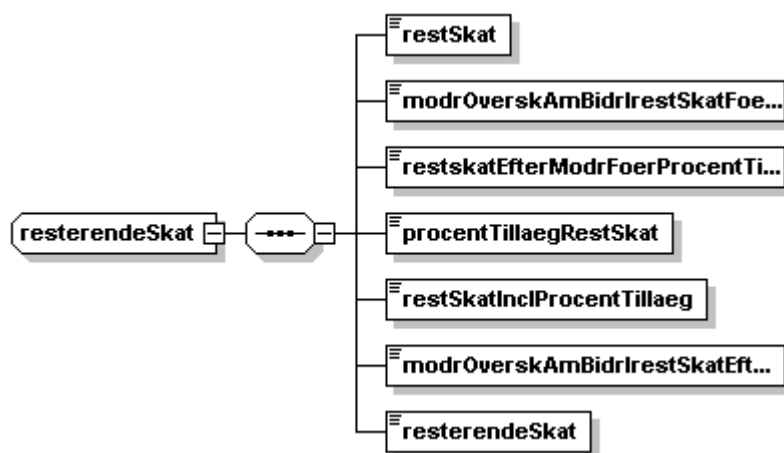 restSkat
modrOverskAmBidrIrestSkatFoe...
restskatEfterModrFoerProcentTi...
resterendeSkat
procentTillaegRestSkat
restSkatInclProcentTillaeg
modrOverskAmBidrIrestSkatEft...
resterendeSkat